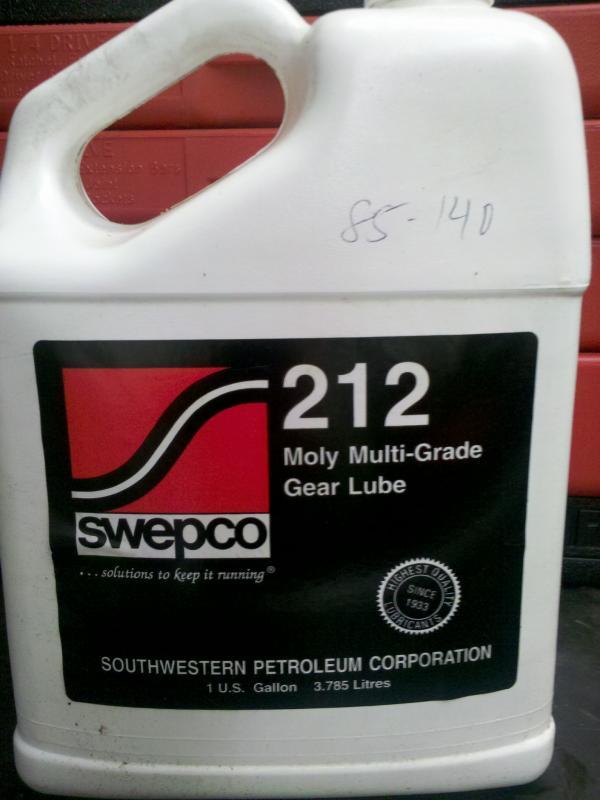 85-140
212
Moly Multi-Grade
Gear Lube
swepco
...solutions to keep it running®
HIGHEST QUALITY
SINCE
1933
LUBRICANTS
SOUTHWESTERN PETROLEUM CORPORATION
1 U.S. Gallon 3.785 Litres